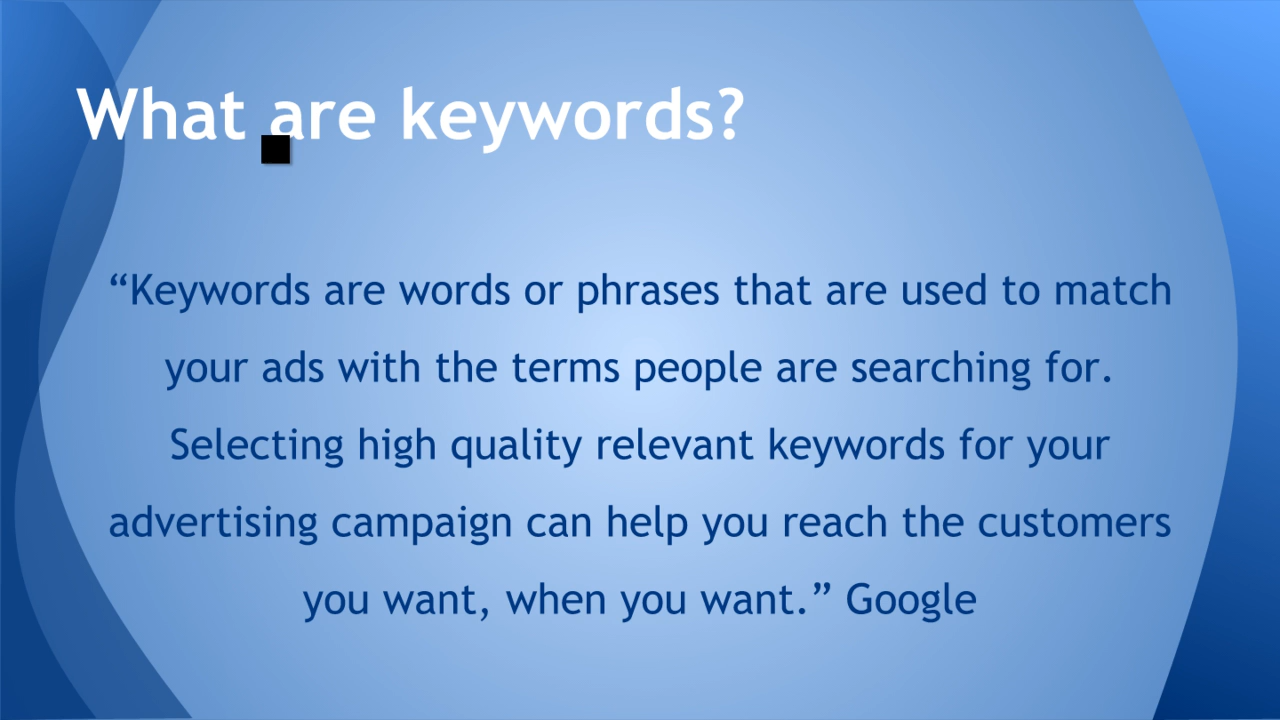 What are keywords?
“Keywords are words or phrases that are used to match
your ads with the terms people are searching for.
Selecting high quality relevant keywords for your
advertising campaign can help you reach the customers
you want, when you want.” Google